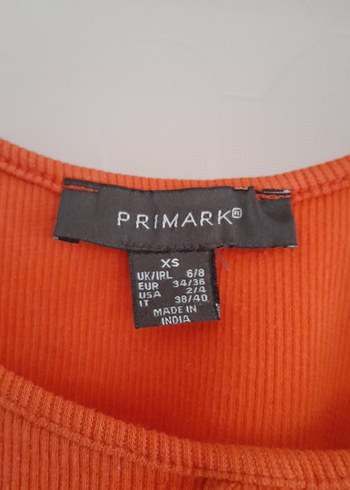 PRIMARK®
XS
UK/IRL 6/8
EUR 34/36
USA 2/4
IT 38/40
MADE IN
INDIA